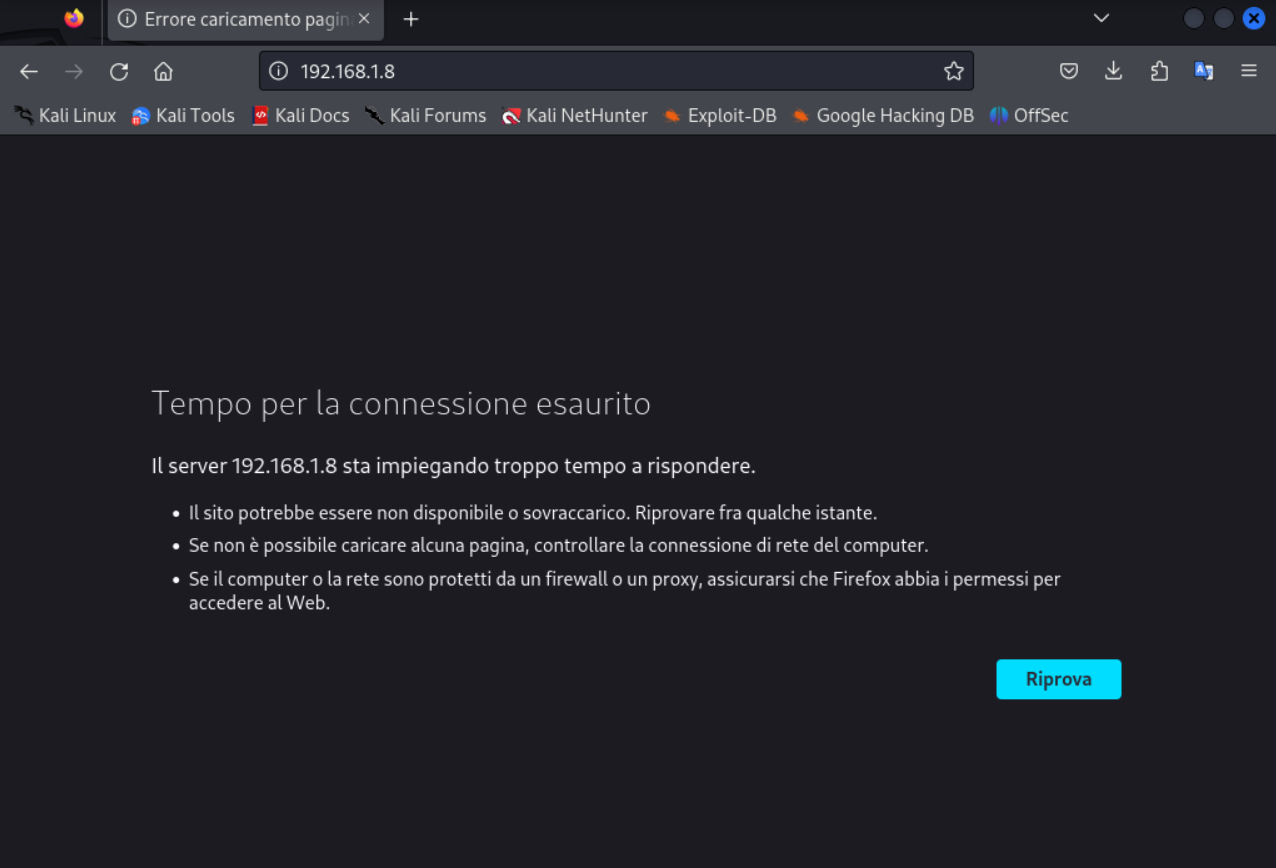 Errore caricamento pagin
192.168.1.8
Kali Linux Kali Tools Kali Docs Kali Forums Kali NetHunter Exploit-DB Google Hacking DB OffSec
Tempo per la connessione esaurito
Il server 192.168.1.8 sta impiegando troppo tempo a rispondere.
• Il sito potrebbe essere non disponibile o sovraccarico. Riprovare fra qualche istante.
• Se non è possibile caricare alcuna pagina, controllare la connessione di rete del computer.
• Se il computer o la rete sono protetti da un firewall o un proxy, assicurarsi che Firefox abbia i permessi per
accedere al Web.
Riprova